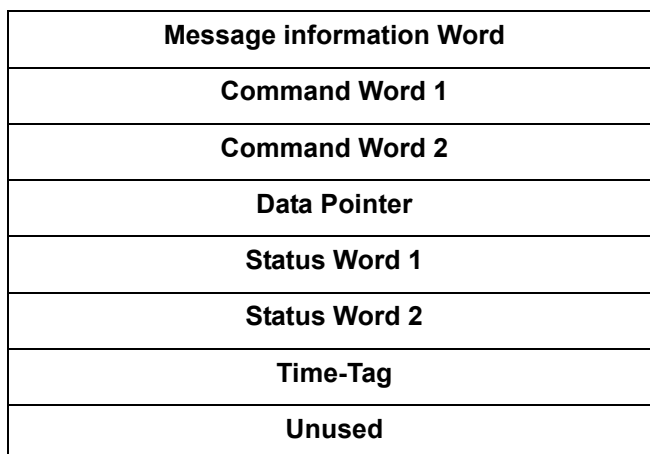 Message information Word
Command Word 1
Command Word 2
Data Pointer
Status Word 1
Status Word 2
Time-Tag
Unused